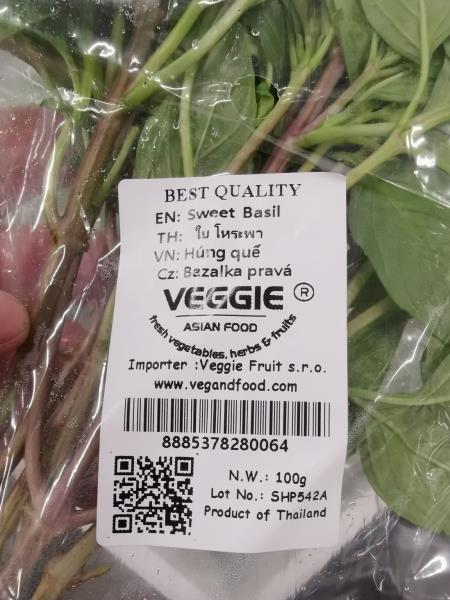 BEST QUALITY
EN: Sweet Basil
TH: ใบ โหระพา
VN: Húng quế
Cz: Bazalka pravá
VEGGIE ®
ASIAN FOOD
fresh vegetables, herbs & fruits
Importer :Veggie Fruit s.r.o.
www.vegandfood.com
8885378280064
N.W.: 100g
Lot No.: SHP542A
Product of Thailand